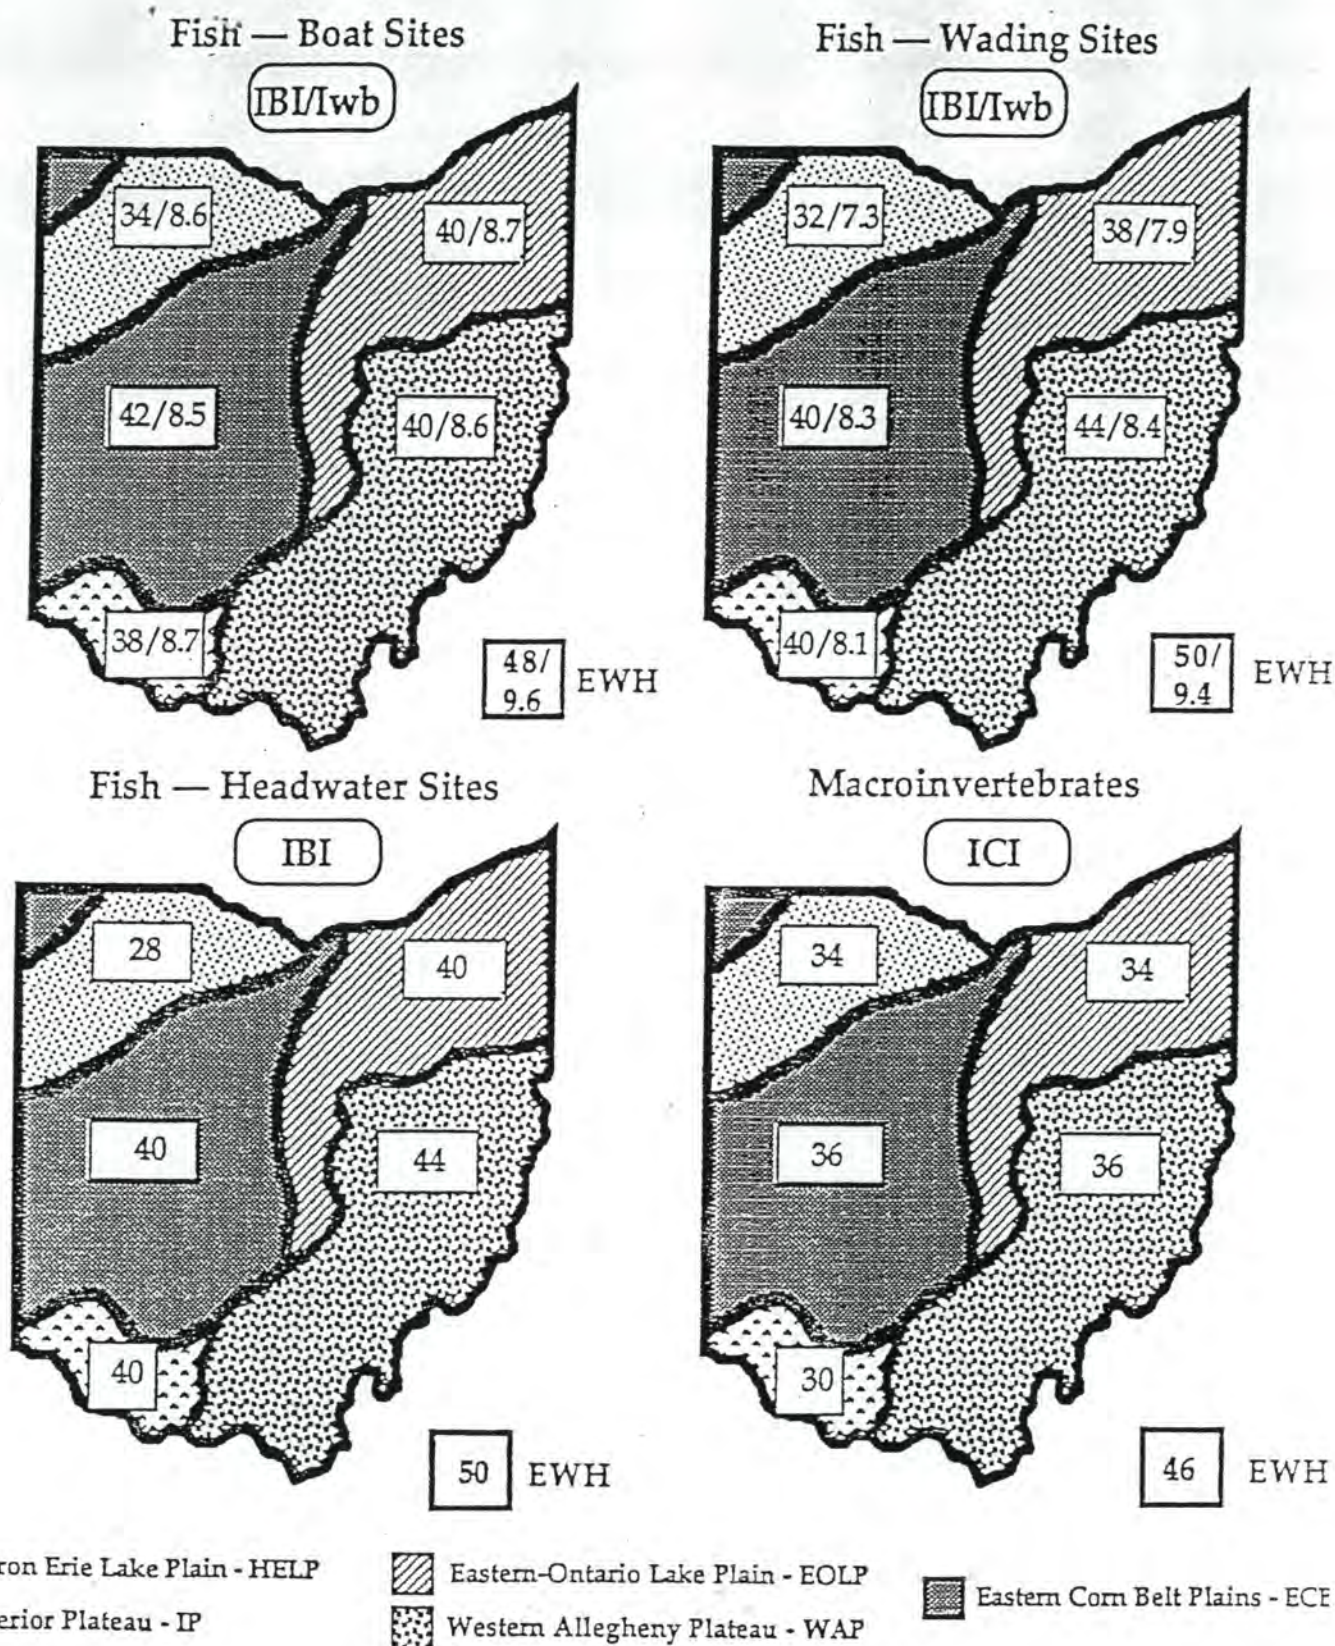 Fish — Boat Sites
IBI/Iwb
34/8.6
40/8.7
42/8.5
40/8.6
38/8.7
48/
9.6
EWH
Fish — Wading Sites
IBI/Iwb
32/7.3
38/7.9
40/8.3
44/8.4
40/8.1
50/
9.4
EWH
Fish — Headwater Sites
IBI
28
40
40
44
40
50
EWH
Macroinvertebrates
ICI
34
34
36
36
30
46
EWH
ron Erie Lake Plain - HELP
Eastern-Ontario Lake Plain - EOLP
Eastern Corn Belt Plains - ECE
erior Plateau - IP
Western Allegheny Plateau - WAP